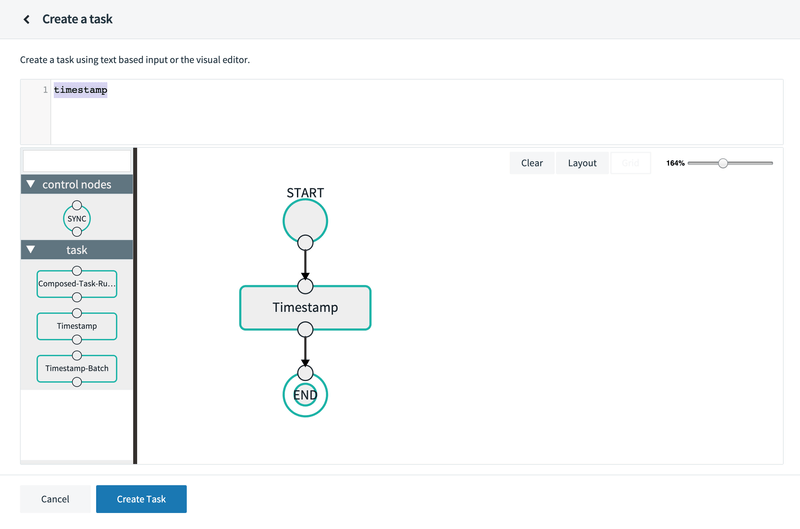 Create a task
Create a task using text based input or the visual editor.
1 timestamp
Clear Layout Grid 164%
control nodes
SYNC
task
Composed-Task-Ru...
Timestamp
Timestamp-Batch
START
Timestamp
END
Cancel Create Task